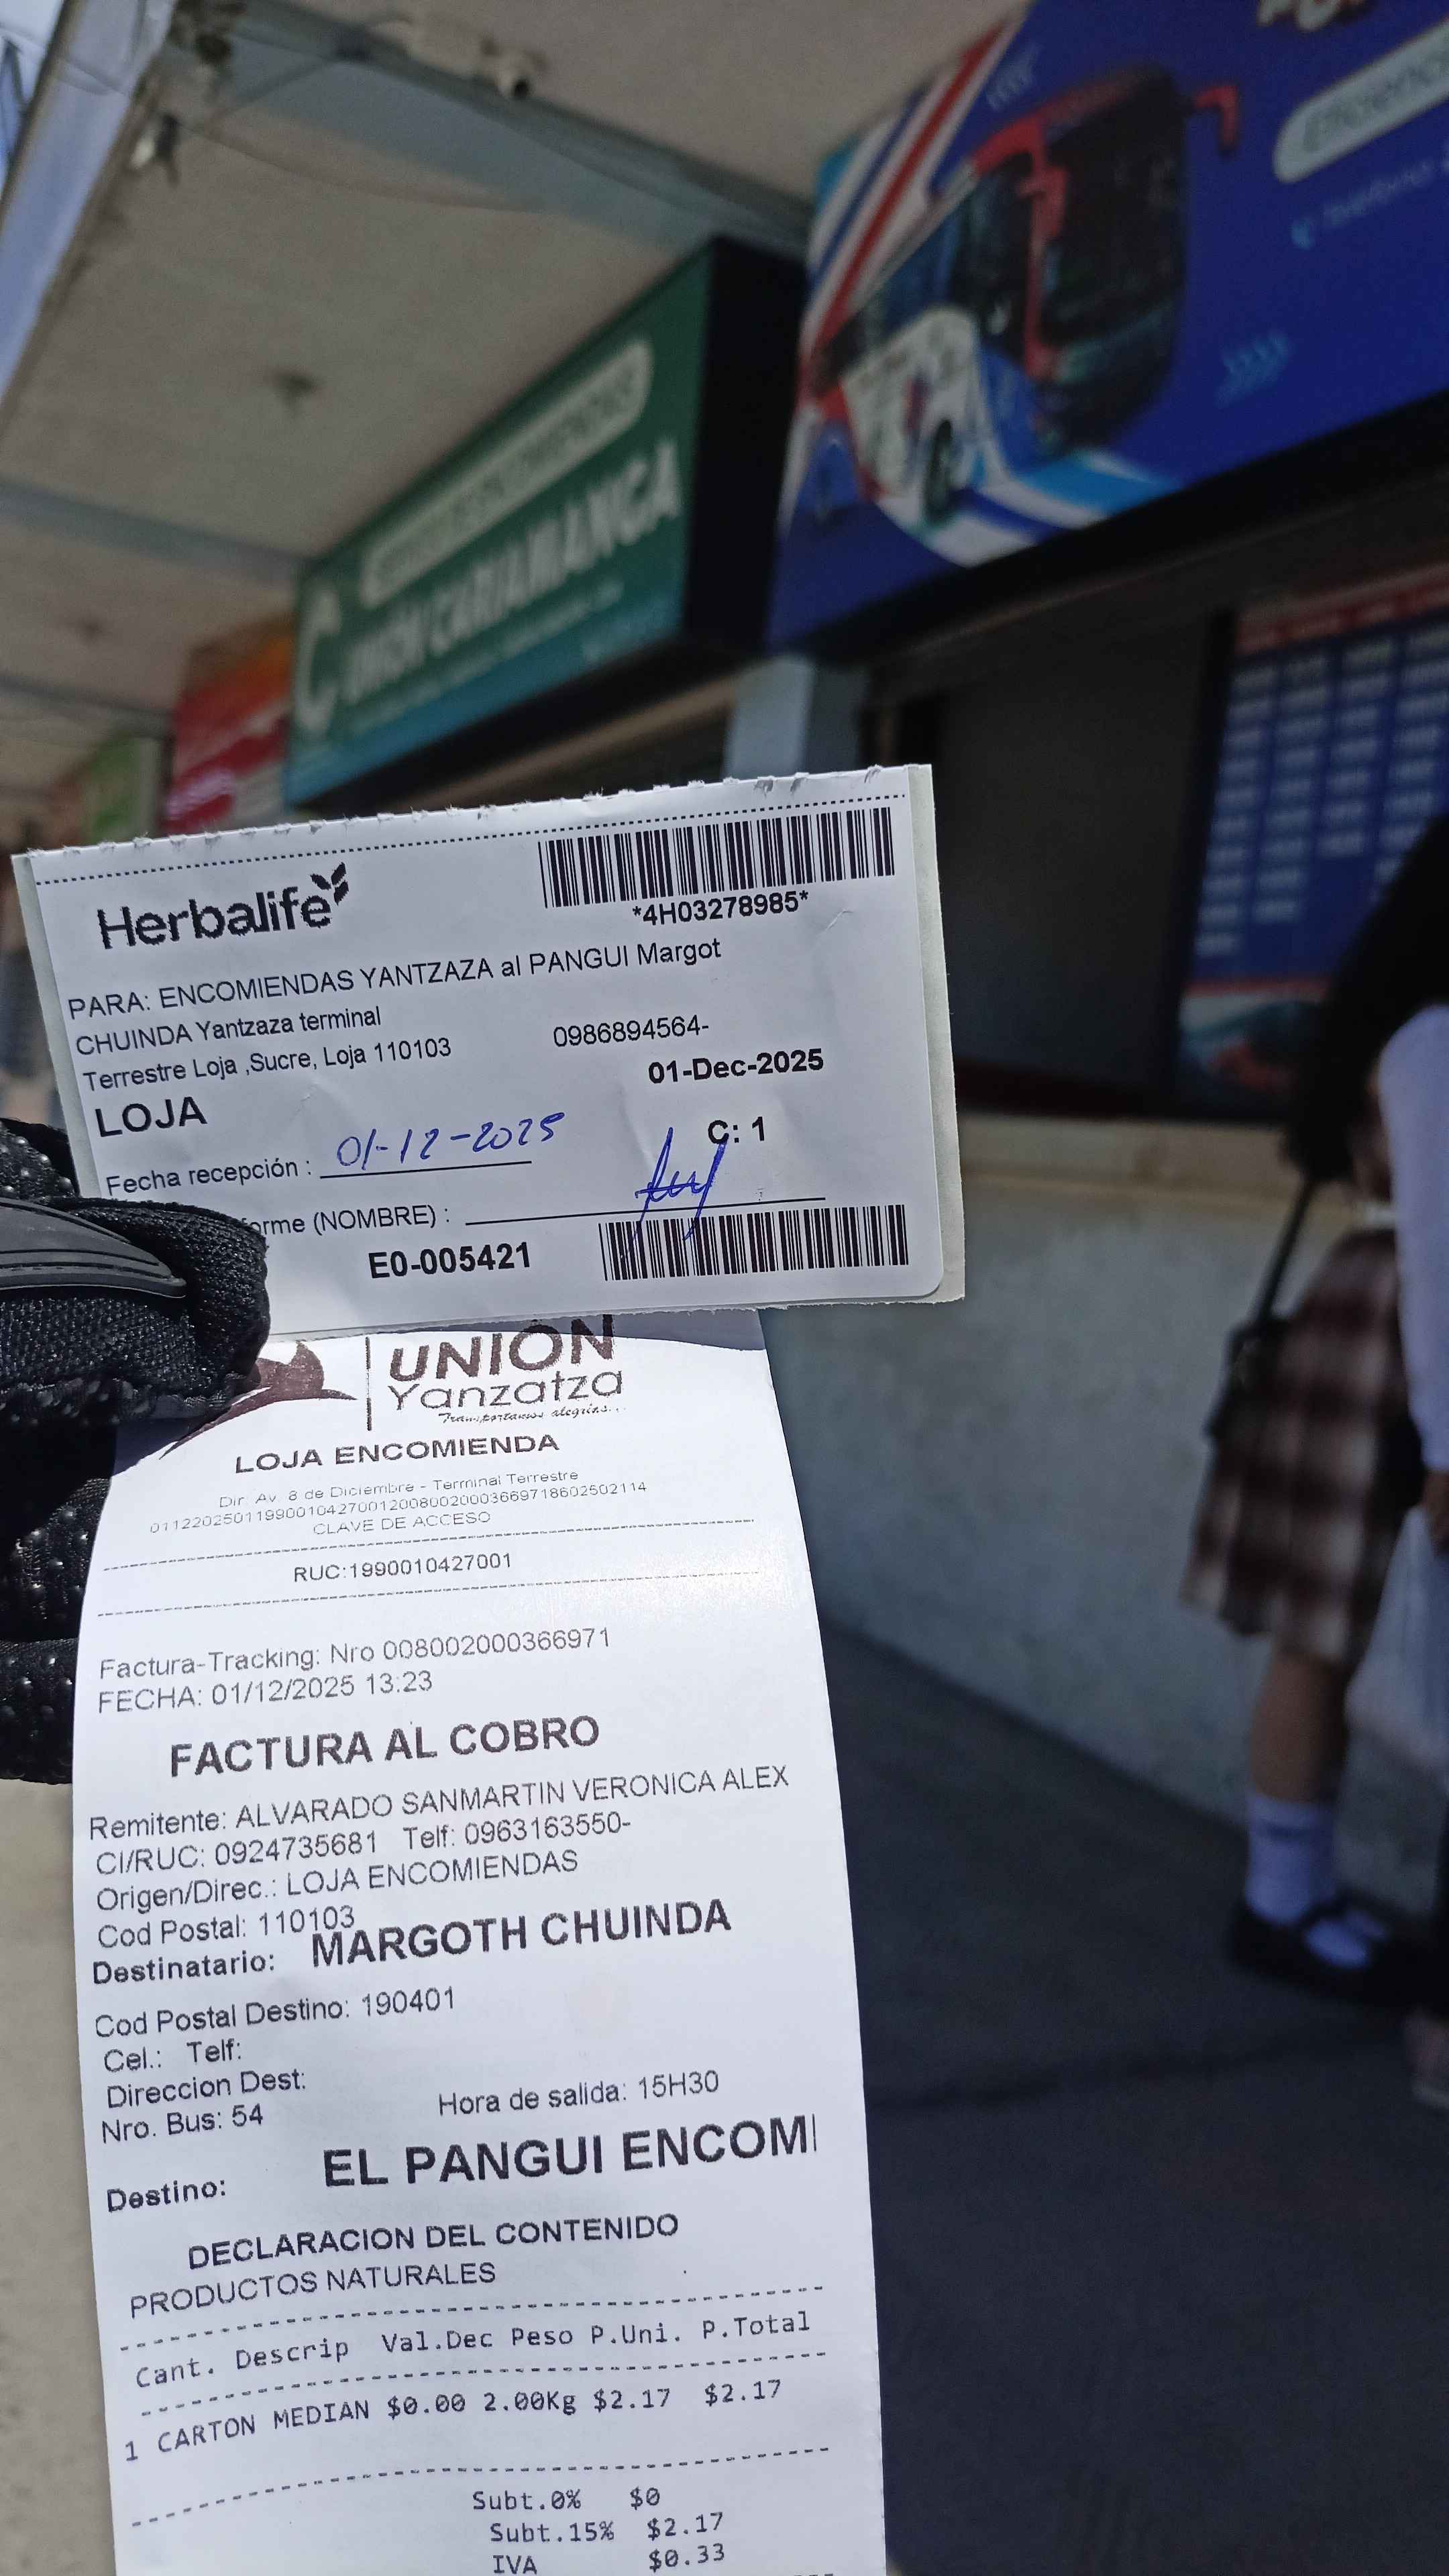 UNION CARIAMANGA
Herbalife
*4H03278985*
PARA: ENCOMIENDAS YANTZAZA al PANGUI Margot
CHUINDA Yantzaza terminal
Terrestre Loja ,Sucre, Loja 110103
0986894564-
01-Dec-2025
LOJA
C: 1
Fecha recepción : 01-12-2025
orme (NOMBRE) :
E0-005421
UNION
Yanzatza
Transportamos alegrías...
LOJA ENCOMIENDA
Dir: Av. 8 de Diciembre - Terminal Terrestre
0112202501199001042700120080020003669718602502114
CLAVE DE ACCESO
RUC:1990010427001
Factura-Tracking: Nro 008002000366971
FECHA: 01/12/2025 13:23
FACTURA AL COBRO
Remitente: ALVARADO SANMARTIN VERONICA ALEX
CI/RUC: 0924735681 Telf: 0963163550-
Origen/Direc.: LOJA ENCOMIENDAS
Cod Postal: 110103
Destinatario: MARGOTH CHUINDA
Cod Postal Destino: 190401
Cel.: Telf:
Direccion Dest:
Nro. Bus: 54 Hora de salida: 15H30
Destino: EL PANGUI ENCOMI
DECLARACION DEL CONTENIDO
PRODUCTOS NATURALES
Cant. Descrip Val.Dec Peso P.Uni. P.Total
1 CARTON MEDIAN $0.00 2.00Kg $2.17 $2.17
Subt.0% $0
Subt.15% $2.17
IVA $0.33